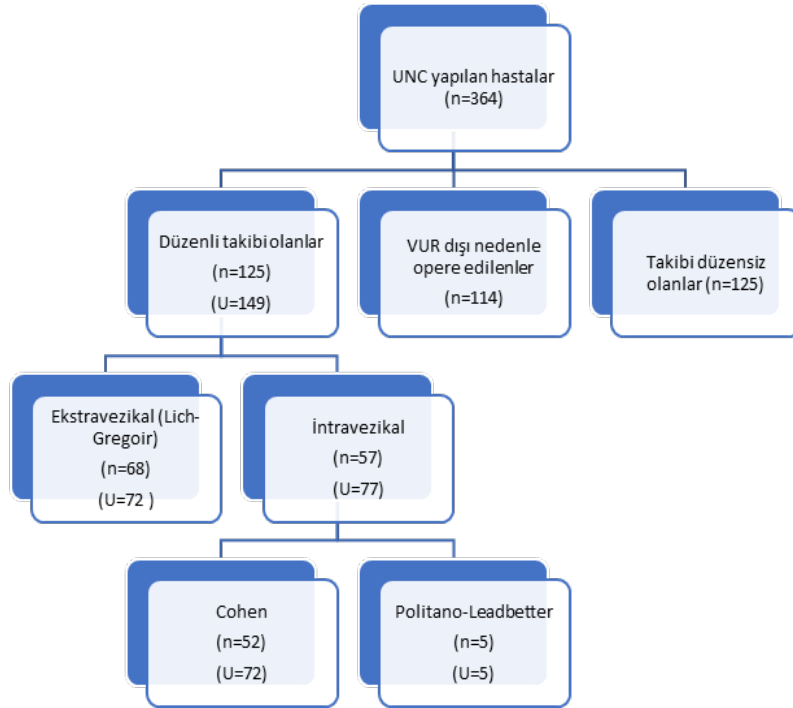 UNC yapılan hastalar
(n=364)
Düzenli takibi olanlar
(n=125)
(U=149)
VUR dışı nedenle
opere edilenler
(n=114)
Takibi düzensiz
olanlar (n=125)
Ekstravezikal (Lich-
Gregoir)
(n=68)
(U=72 )
İntravezikal
(n=57)
(U=77)
Cohen
(n=52)
(U=72)
Politano-Leadbetter
(n=5)
(U=5)